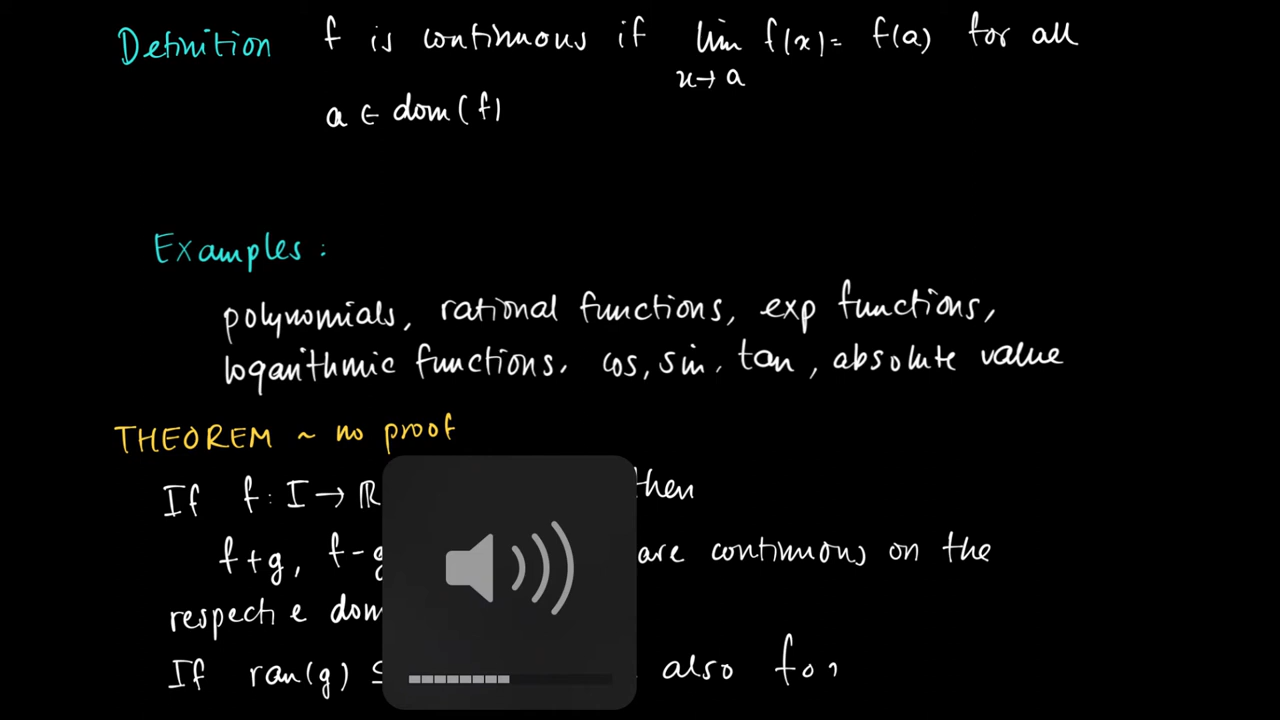 Definition f is continuous if lim f(x) = f(a) for all
x→ a
a ∈ dom(f)
Examples:
polynomials, rational functions, exp functions,
logarithmic functions. cos, sin, tan, absolute value
THEOREM ~ no proof
If f: I → ℝ then
f+g, f-g are continuous on the
respecti e dom
If ran(g) ⊆ also fo